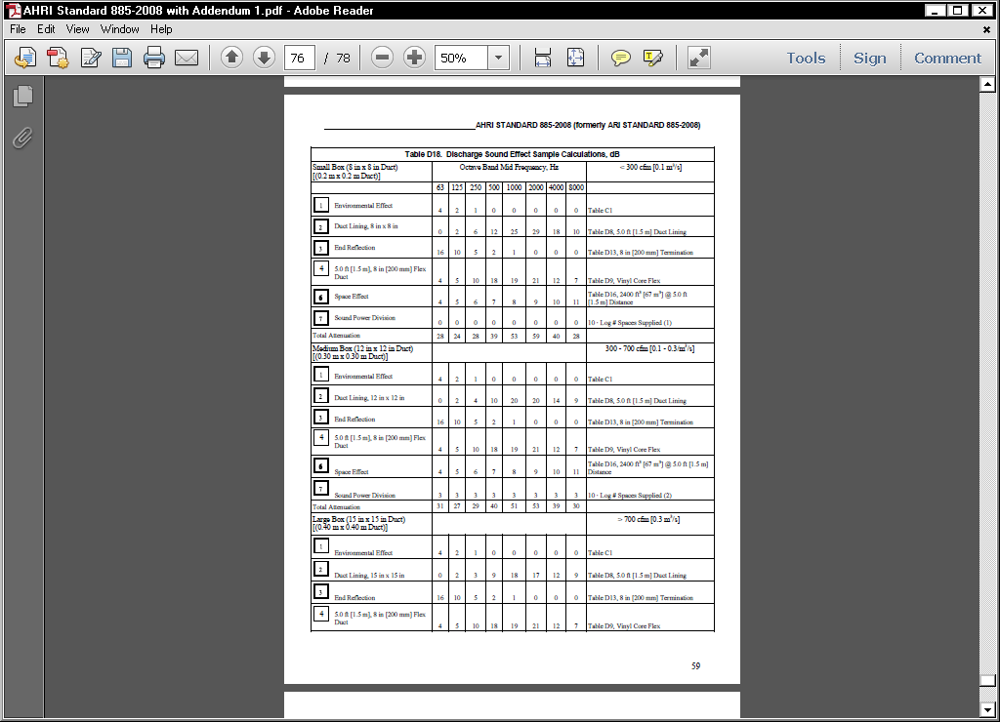 AHRI Standard 885-2008 with Addendum 1.pdf - Adobe Reader
File Edit View Window Help
76 / 78 50% Tools Sign Comment
AHRI STANDARD 885-2008 (formerly ARI STANDARD 885-2008)
Table D18. Discharge Sound Effect Sample Calculations, dB
Small Box (8 in x 8 in Duct) Octave Band Mid Frequency, Hz < 300 cfm [0.1 m³/s]
[(0.2 m x 0.2 m Duct)]
63 125 250 500 1000 2000 4000 8000
1 Environmental Effect 4 2 1 0 0 0 0 0 Table C1
2 Duct Lining, 8 in x 8 in 0 2 6 12 25 29 18 10 Table D8, 5.0 ft [1.5 m] Duct Lining
3 End Reflection 16 10 5 2 1 0 0 0 Table D13, 8 in [200 mm] Termination
4 5.0 ft [1.5 m], 8 in [200 mm] Flex
Duct 4 5 10 18 19 21 12 7 Table D9, Vinyl Core Flex
6 Space Effect 4 5 6 7 8 9 10 11 Table D16, 2400 ft³ [67 m³] @ 5.0 ft
[1.5 m] Distance
7 Sound Power Division 0 0 0 0 0 0 0 0 10 · Log # Spaces Supplied (1)
Total Attenuation 28 24 28 39 53 59 40 28
Medium Box (12 in x 12 in Duct) 300 - 700 cfm [0.1 - 0.3/m³/s]
[(0.30 m x 0.30 m Duct)]
1 Environmental Effect 4 2 1 0 0 0 0 0 Table C1
2 Duct Lining, 12 in x 12 in 0 2 4 10 20 20 14 9 Table D8, 5.0 ft [1.5 m] Duct Lining
3 End Reflection 16 10 5 2 1 0 0 0 Table D13, 8 in [200 mm] Termination
4 5.0 ft [1.5 m], 8 in [200 mm] Flex
Duct 4 5 10 18 19 21 12 7 Table D9, Vinyl Core Flex
6 Space Effect 4 5 6 7 8 9 10 11 Table D16, 2400 ft³ [67 m³] @ 5.0 ft [1.5 m]
Distance
7 Sound Power Division 3 3 3 3 3 3 3 3 10 · Log # Spaces Supplied (2)
Total Attenuation 31 27 29 40 51 53 39 30
Large Box (15 in x 15 in Duct) > 700 cfm [0.3 m³/s]
[(0.40 m x 0.40 m Duct)]
1 Environmental Effect 4 2 1 0 0 0 0 0 Table C1
2 Duct Lining, 15 in x 15 in 0 2 3 9 18 17 12 9 Table D8, 5.0 ft [1.5 m] Duct Lining
3 End Reflection 16 10 5 2 1 0 0 0 Table D13, 8 in [200 mm] Termination
4 5.0 ft [1.5 m], 8 in [200 mm] Flex
Duct 4 5 10 18 19 21 12 7 Table D9, Vinyl Core Flex
59